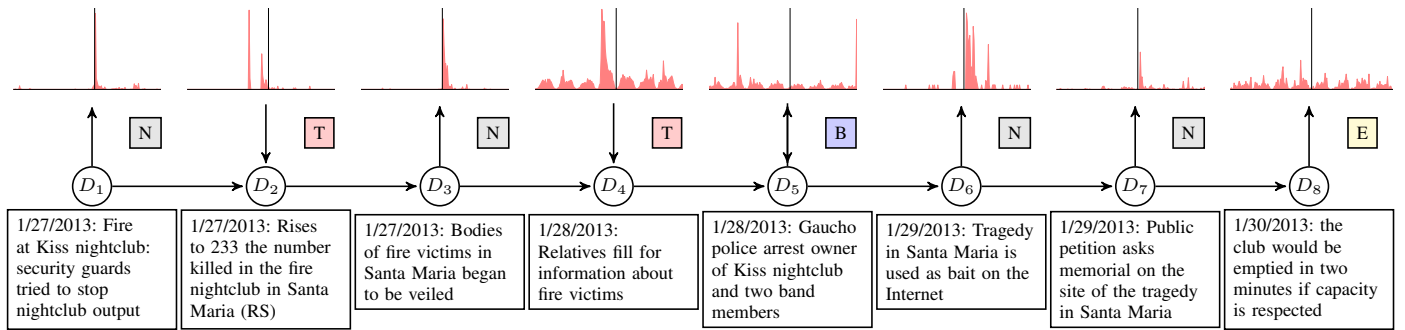 N
T
N
T
B
N
N
E
D1
D2
D3
D4
D5
D6
D7
D8
1/27/2013: Fire
at Kiss nightclub:
security guards
tried to stop
nightclub output
1/27/2013: Rises
to 233 the number
killed in the fire
nightclub in Santa
Maria (RS)
1/27/2013: Bodies
of fire victims in
Santa Maria began
to be veiled
1/28/2013:
Relatives fill for
information about
fire victims
1/28/2013: Gaucho
police arrest owner
of Kiss nightclub
and two band
members
1/29/2013: Tragedy
in Santa Maria is
used as bait on the
Internet
1/29/2013: Public
petition asks
memorial on the
site of the tragedy
in Santa Maria
1/30/2013: the
club would be
emptied in two
minutes if capacity
is respected